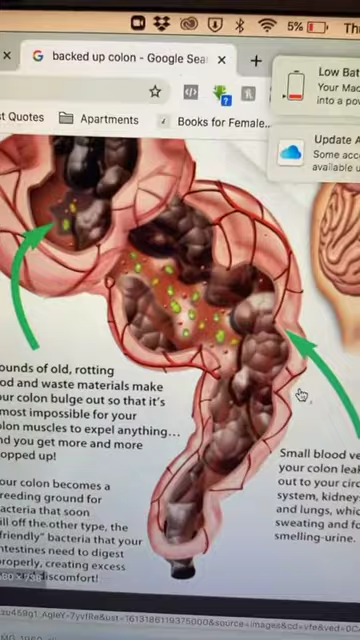 5%
Th
backed up colon - Google Sea
Low Bat
Your Mac
into a po
st Quotes
Apartments
Books for Female...
Update A
Some acc
available u
ounds of old, rotting
od and waste materials make
ur colon bulge out so that it's
most impossible for your
olon muscles to expel anything...
nd you get more and more
opped up!
our colon becomes a
reeding ground for
acteria that soon
ill off the other type, the
friendly" bacteria that your
ntestines need to digest
roperly, creating excess
discomfort!
Small blood ve
your colon leak
out to your circ
system, kidney
and lungs, whic
sweating and fo
smelling-urine.